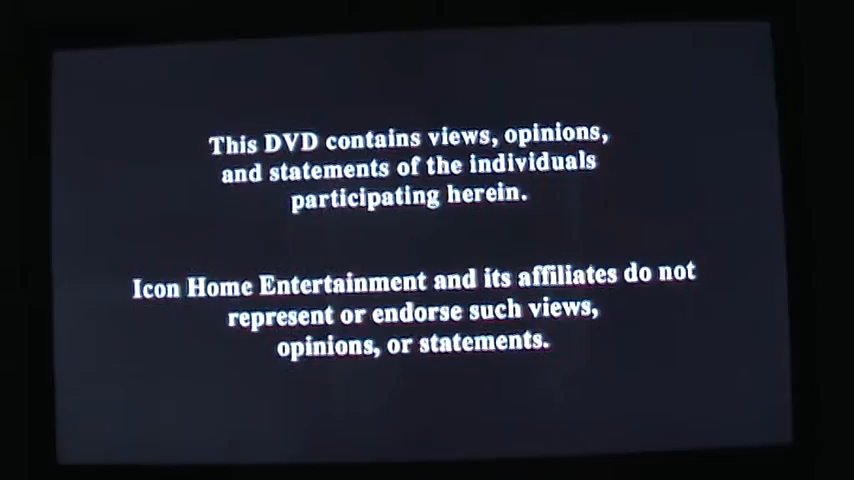 This DVD contains views, opinions,
and statements of the individuals
participating herein.
Icon Home Entertainment and its affiliates do not
represent or endorse such views,
opinions, or statements.